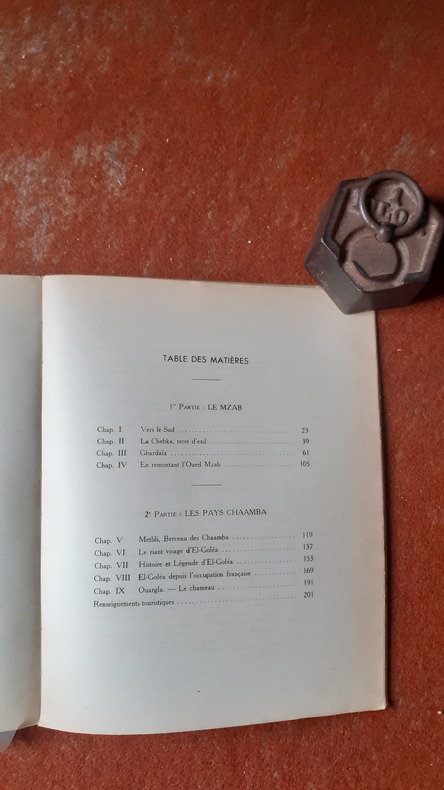 TABLE DES MATIÈRES
1re PARTIE : LE MZAB
Chap. I Vers le Sud 23
Chap. II La Chebka, terre d'exil 39
Chap. III Ghardaïa 61
Chap. IV En remontant l'Oued Mzab 105
2e PARTIE : LES PAYS CHAAMBA
Chap. V Metlili, Berceau des Chaamba 119
Chap. VI Le riant visage d'El-Goléa 137
Chap. VII Histoire et Légende d'El-Goléa 153
Chap. VIII El-Goléa depuis l'occupation française 169
Chap. IX Ouargla. — Le chameau 191
Renseignements touristiques 201